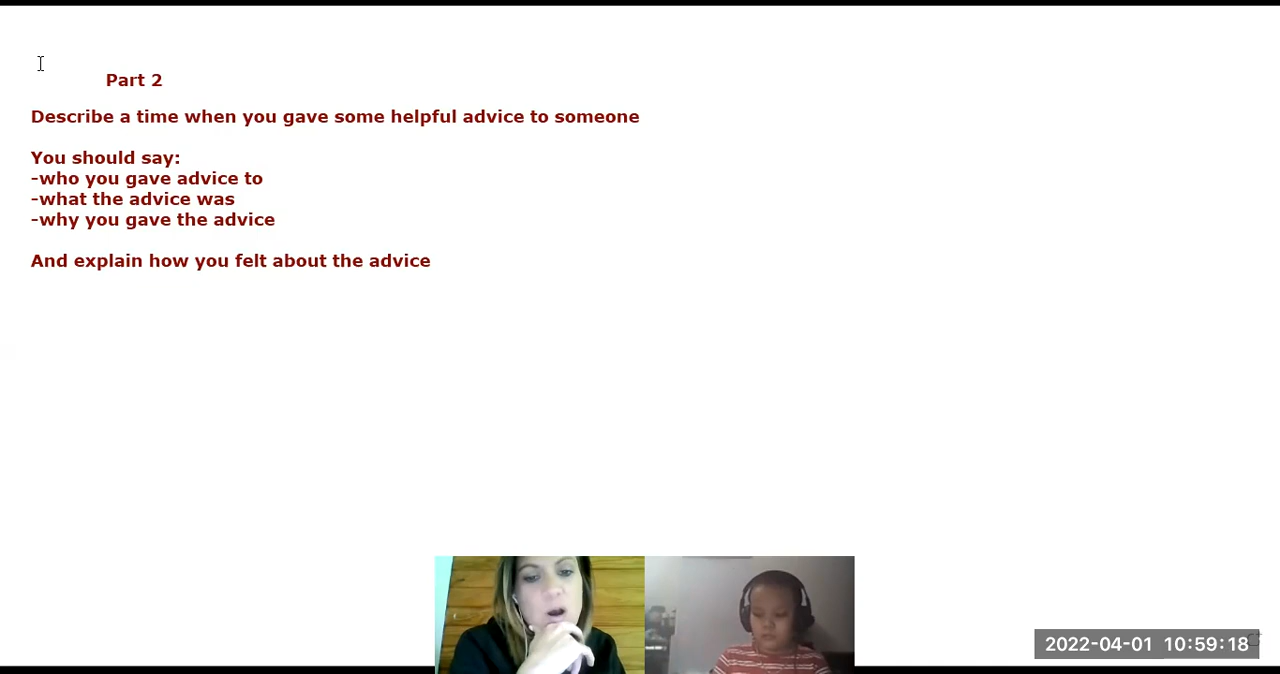 Part 2
Describe a time when you gave some helpful advice to someone
You should say:
-who you gave advice to
-what the advice was
-why you gave the advice
And explain how you felt about the advice
2022-04-01 10:59:18